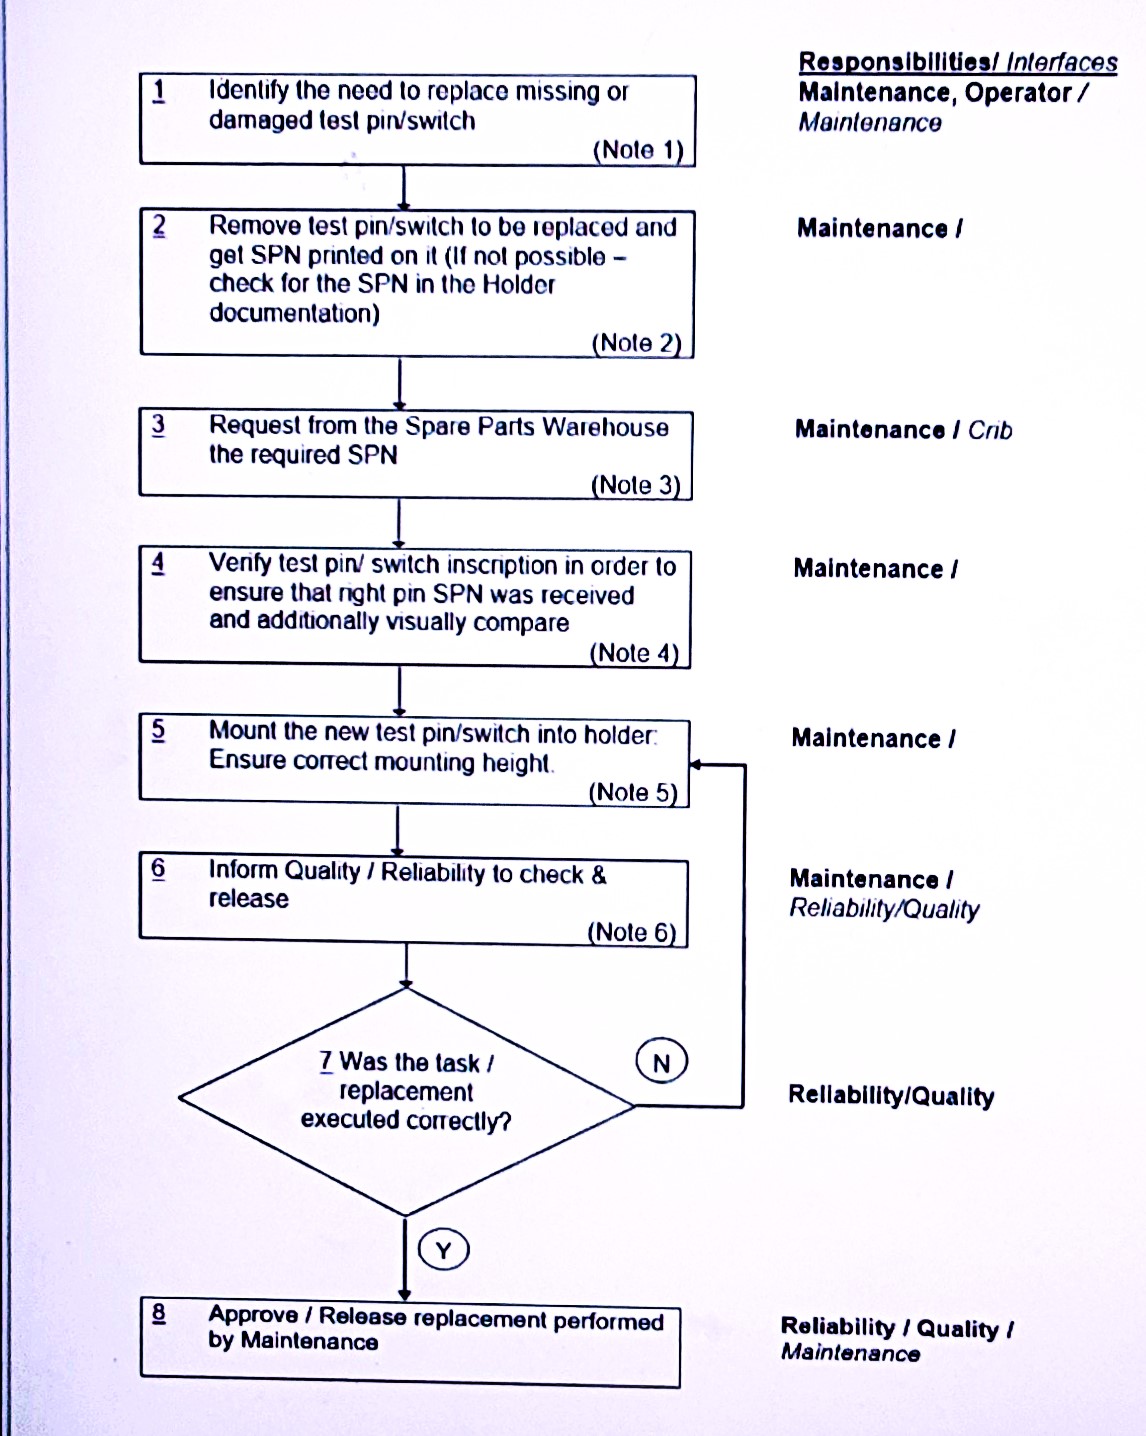 Responsibilities/ Interfaces
1 Identify the need to replace missing or
damaged test pin/switch
(Note 1)
Maintenance, Operator /
Maintenance
2 Remove test pin/switch to be replaced and
get SPN printed on it (If not possible –
check for the SPN in the Holder
documentation)
(Note 2)
Maintenance /
3 Request from the Spare Parts Warehouse
the required SPN
(Note 3)
Maintenance / Crib
4 Verify test pin/ switch inscription in order to
ensure that right pin SPN was received
and additionally visually compare
(Note 4)
Maintenance /
5 Mount the new test pin/switch into holder.
Ensure correct mounting height.
(Note 5)
Maintenance /
6 Inform Quality / Reliability to check &
release
(Note 6)
Maintenance /
Reliability/Quality
7 Was the task /
replacement
executed correctly?
N
Reliability/Quality
Y
8 Approve / Release replacement performed
by Maintenance
Reliability / Quality /
Maintenance